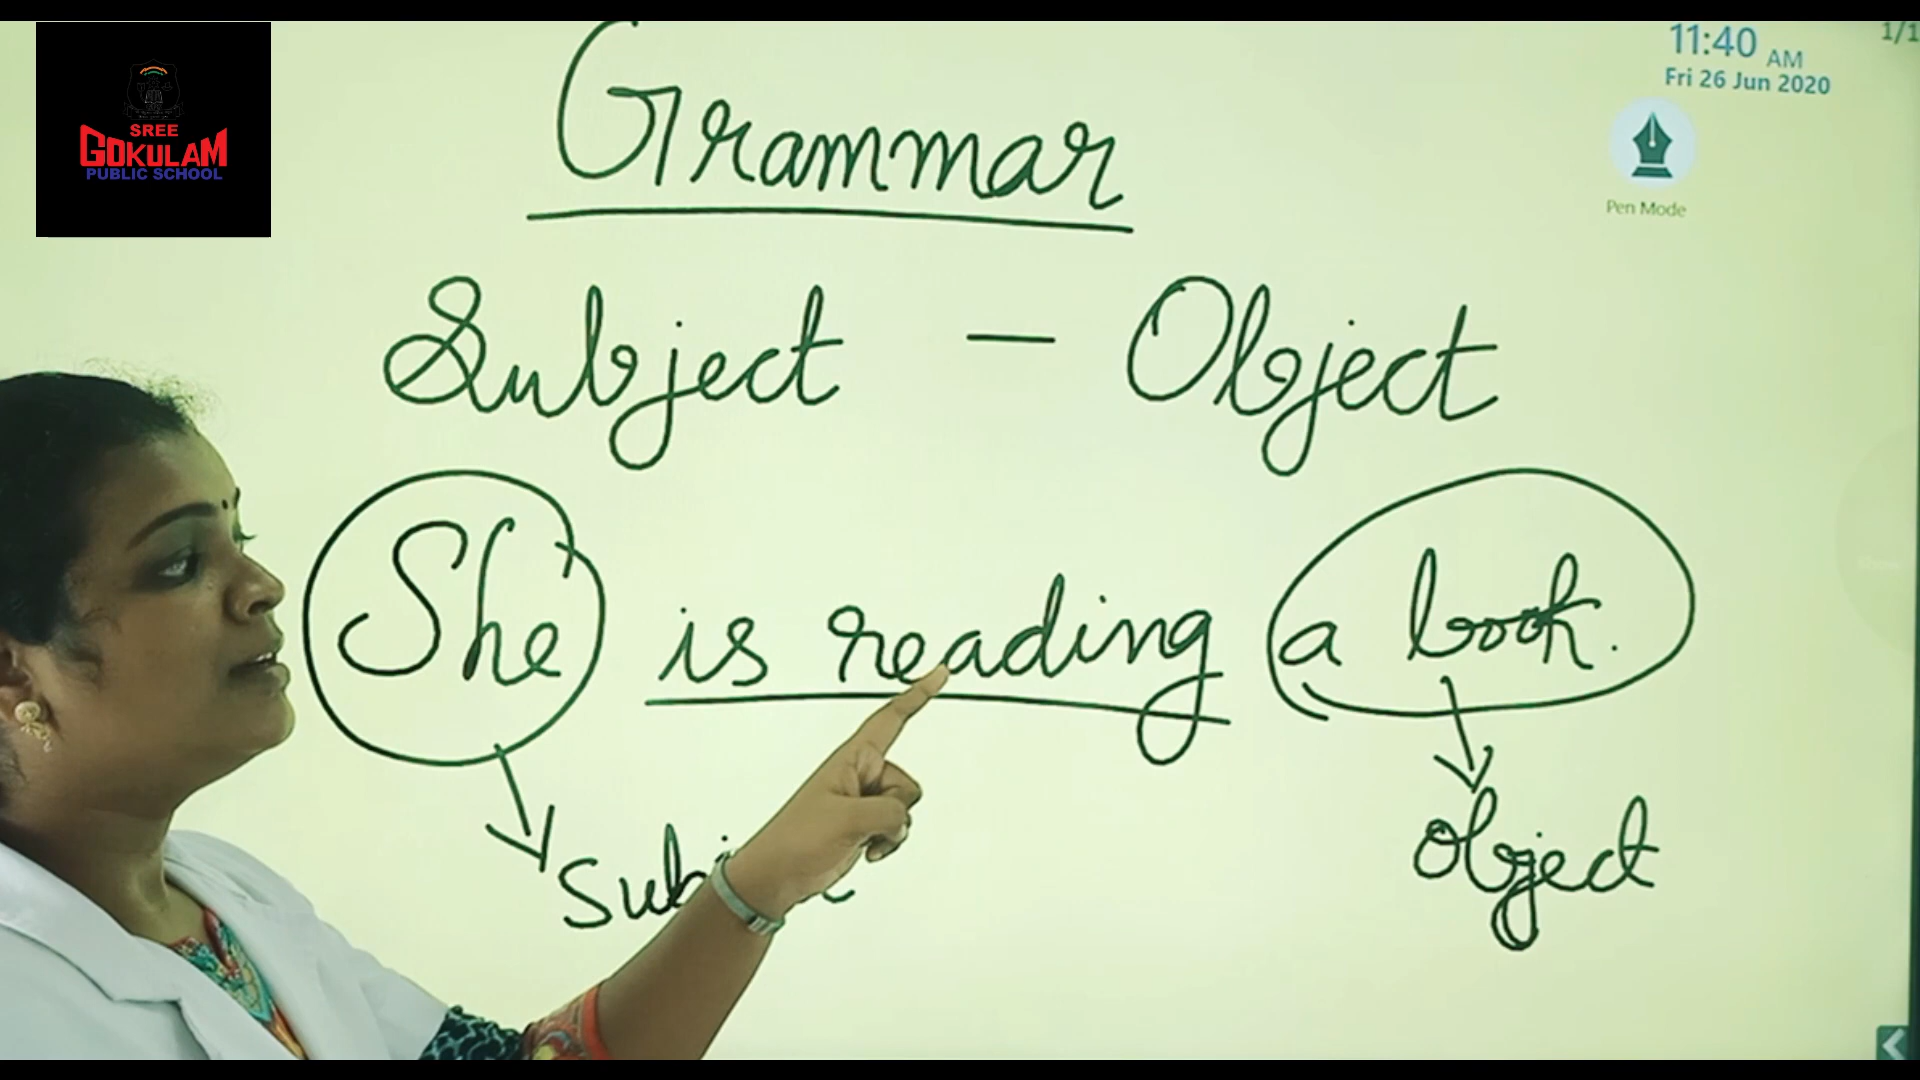 SREE
GOKULAM
PUBLIC SCHOOL
11:40 AM
Fri 26 Jun 2020
1/1
Pen Mode
Grammar
Subject – Object
She is reading a book.
object